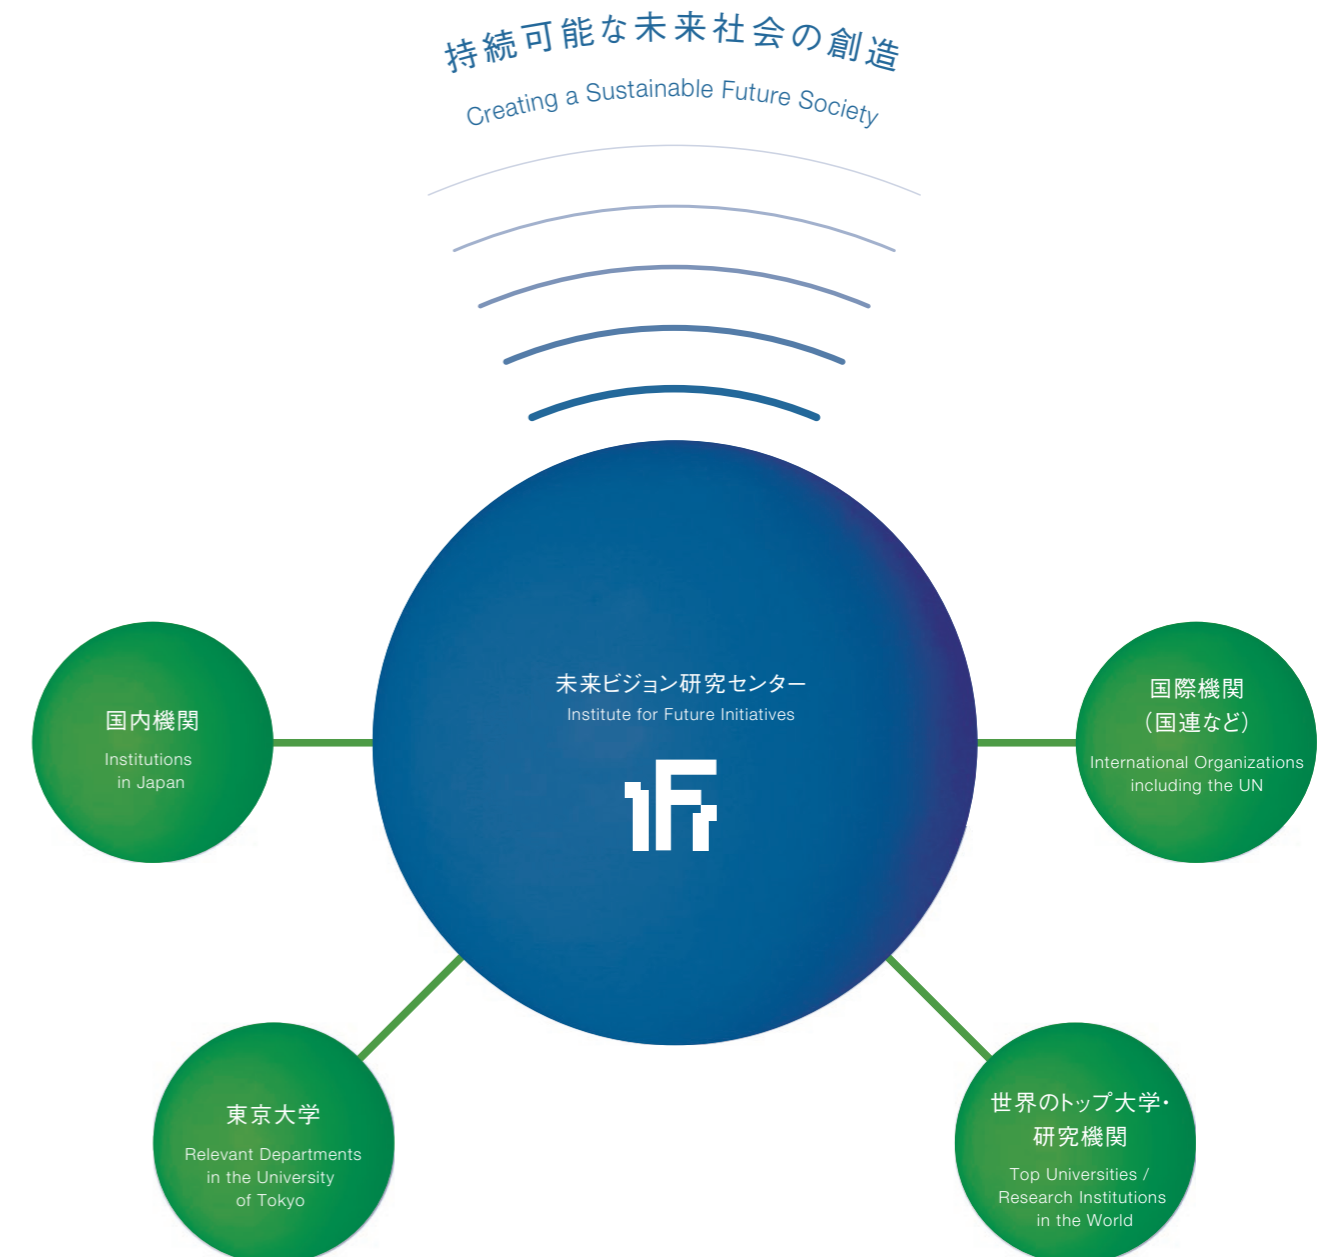 持続可能な未来社会の創造
Creating a Sustainable Future Society
未来ビジョン研究センター
Institute for Future Initiatives
iFi
国内機関
Institutions
in Japan
国際機関
（国連など）
International Organizations
including the UN
東京大学
Relevant Departments
in the University
of Tokyo
世界のトップ大学・
研究機関
Top Universities /
Research Institutions
in the World